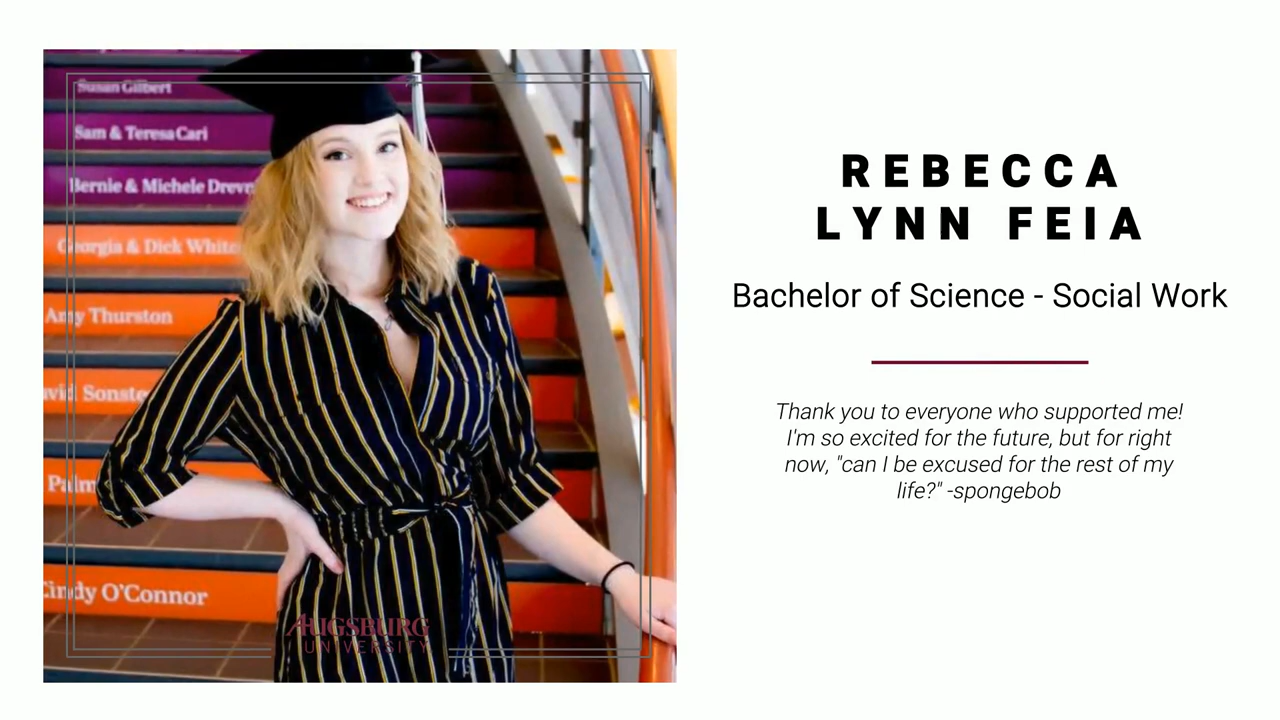 Susan Gilbert
Sam & Teresa Cari
Bernie & Michele Drevn
Georgia & Dick White
Amy Thurston
avid Sonste
Palm
Cindy O'Connor
AUGSBURG
UNIVERSITY
REBECCA
LYNN FEIA
Bachelor of Science - Social Work
Thank you to everyone who supported me!
I'm so excited for the future, but for right
now, "can I be excused for the rest of my
life?" -spongebob